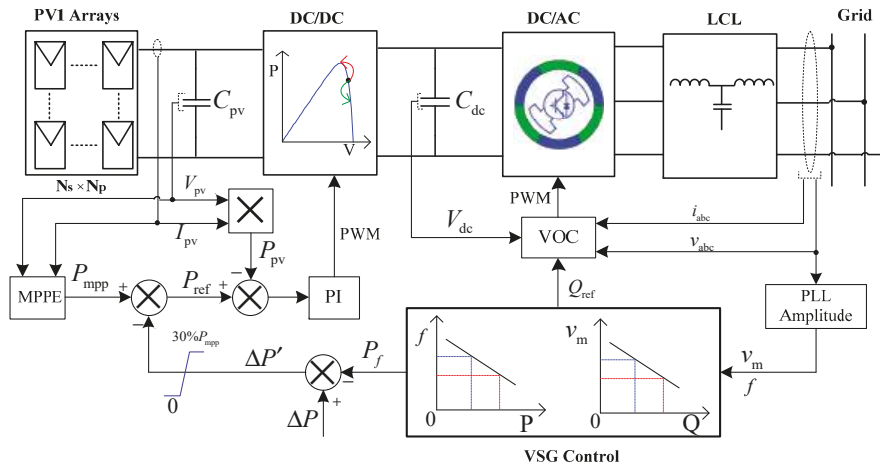 PV1 Arrays
DC/DC
DC/AC
LCL
Grid
P
V
C_pv
C_dc
N_s × N_p
V_pv
I_pv
P_pv
PWM
PWM
V_dc
VOC
i_abc
v_abc
MPPE
P_mpp
+
−
P_ref
+
−
PI
Q_ref
PLL
Amplitude
30%P_mpp
0
ΔP′
P_f
−
+
ΔP
f
0
P
v_m
0
Q
v_m
f
VSG Control